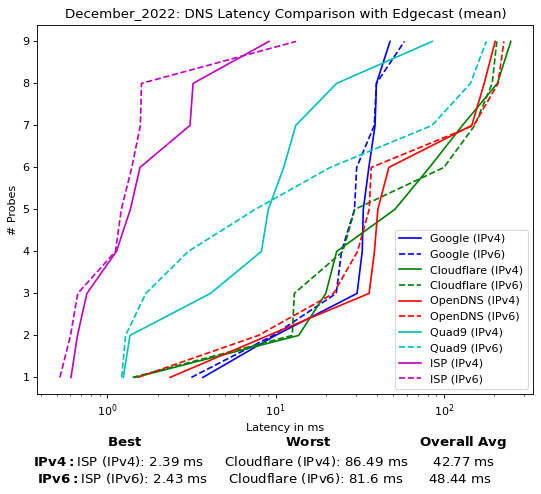 December_2022: DNS Latency Comparison with Edgecast (mean)
# Probes
9
8
7
6
5
4
3
2
1
Google (IPv4)
Google (IPv6)
Cloudflare (IPv4)
Cloudflare (IPv6)
OpenDNS (IPv4)
OpenDNS (IPv6)
Quad9 (IPv4)
Quad9 (IPv6)
ISP (IPv4)
ISP (IPv6)
10⁰ 10¹ 10²
Latency in ms
Best Worst Overall Avg
IPv4: ISP (IPv4): 2.39 ms Cloudflare (IPv4): 86.49 ms 42.77 ms
IPv6: ISP (IPv6): 2.43 ms Cloudflare (IPv6): 81.6 ms 48.44 ms